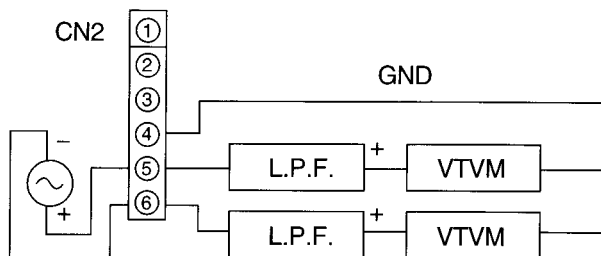 CN2
①
②
③
④
⑤
⑥
GND
−
+
L.P.F.
+
VTVM
L.P.F.
+
VTVM